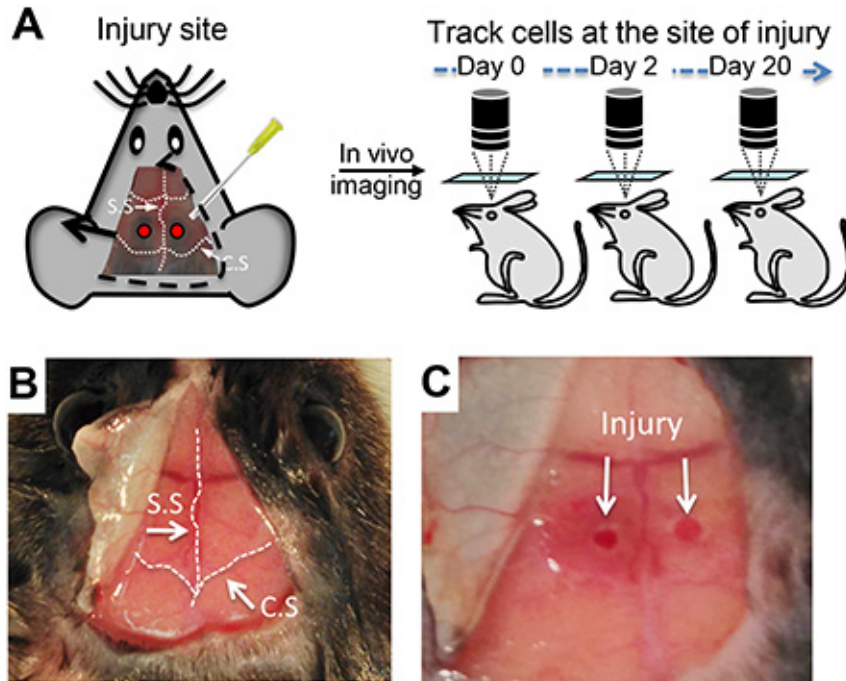 A
Injury site
S.S
C.S
In vivo
imaging
Track cells at the site of injury
Day 0 Day 2 Day 20
B
S.S
C.S
C
Injury